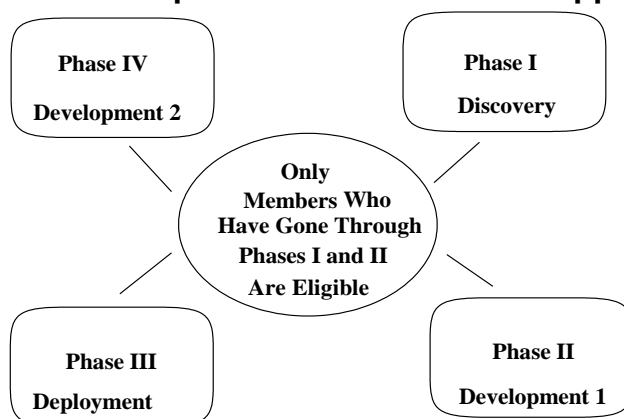 Phase IV
Development 2
Phase I
Discovery
Only
Members Who
Have Gone Through
Phases I and II
Are Eligible
Phase III
Deployment
Phase II
Development 1